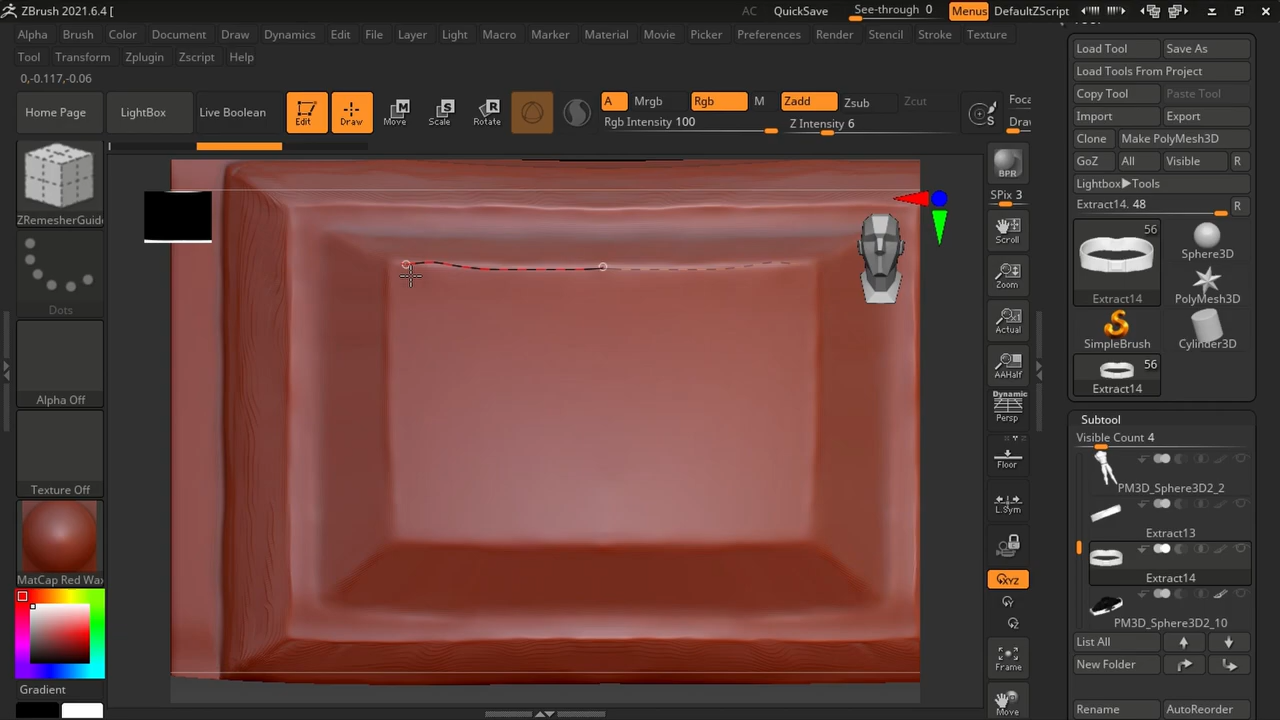 ZBrush 2021.6.4 [
AC QuickSave See-through 0 Menus DefaultZScript
Alpha Brush Color Document Draw Dynamics Edit File Layer Light Macro Marker Material Movie Picker Preferences Render Stencil Stroke Texture
Tool Transform Zplugin Zscript Help
0,-0.117,-0.06
Home Page LightBox Live Boolean Edit Draw Move Scale Rotate
A Mrgb Rgb M Zadd Zsub Zcut Foca
Rgb Intensity 100 Z Intensity 6 Draw
ZRemesherGuide
Dots
Alpha Off
Texture Off
MatCap Red Wax
Gradient
BPR
SPix 3
Scroll
Zoom
Actual
AAHalf
Dynamic
Persp
Floor
L.Sym
XYZ
Y
Z
Frame
Move
Load Tool Save As
Load Tools From Project
Copy Tool Paste Tool
Import Export
Clone Make PolyMesh3D
GoZ All Visible R
Lightbox▶Tools
Extract14. 48 R
56
Extract14
Sphere3D
PolyMesh3D
SimpleBrush Cylinder3D
56
Extract14
Subtool
Visible Count 4
PM3D_Sphere3D2_2
Extract13
Extract14
PM3D_Sphere3D2_10
List All
New Folder
Rename AutoReorder